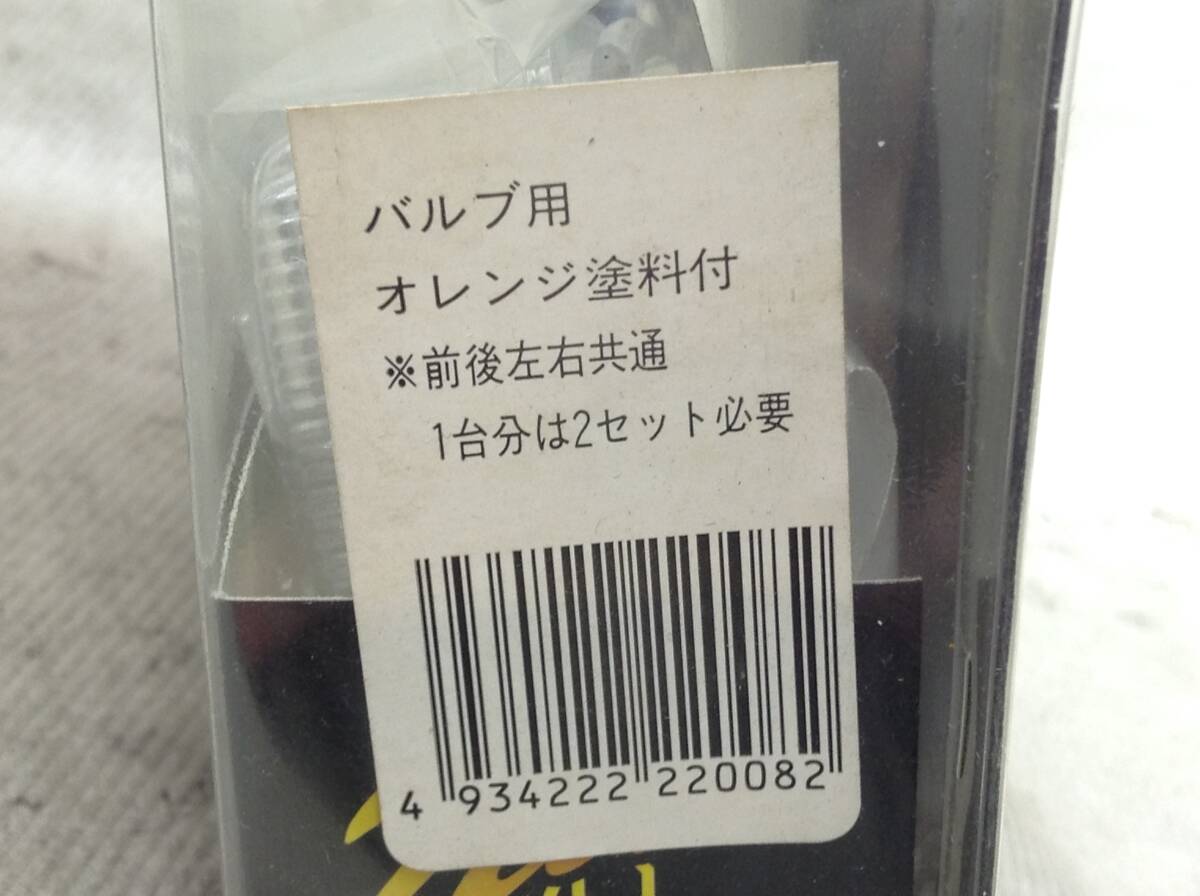 バルブ用
オレンジ塗料付
※前後左右共通
1台分は2セット必要
4 934222 220082